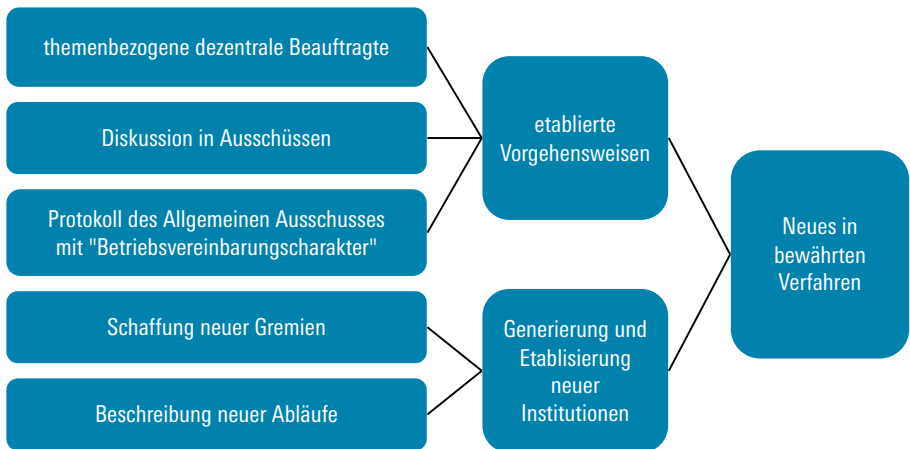 themenbezogene dezentrale Beauftragte
Diskussion in Ausschüssen
Protokoll des Allgemeinen Ausschusses
mit "Betriebsvereinbarungscharakter"
Schaffung neuer Gremien
Beschreibung neuer Abläufe
etablierte
Vorgehensweisen
Generierung und
Etablisierung
neuer
Institutionen
Neues in
bewährten
Verfahren